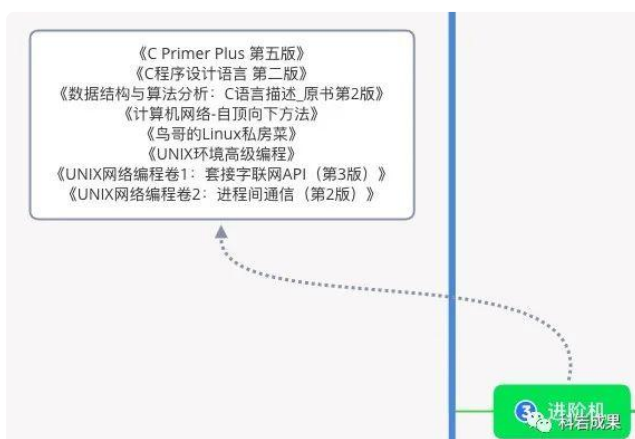 《C Primer Plus 第五版》
《C程序设计语言 第二版》
《数据结构与算法分析：C语言描述_原书第2版》
《计算机网络-自顶向下方法》
《鸟哥的Linux私房菜》
《UNIX环境高级编程》
《UNIX网络编程卷1：套接字联网API（第3版）》
《UNIX网络编程卷2：进程间通信（第2版）》
3 进阶机
科岩成果